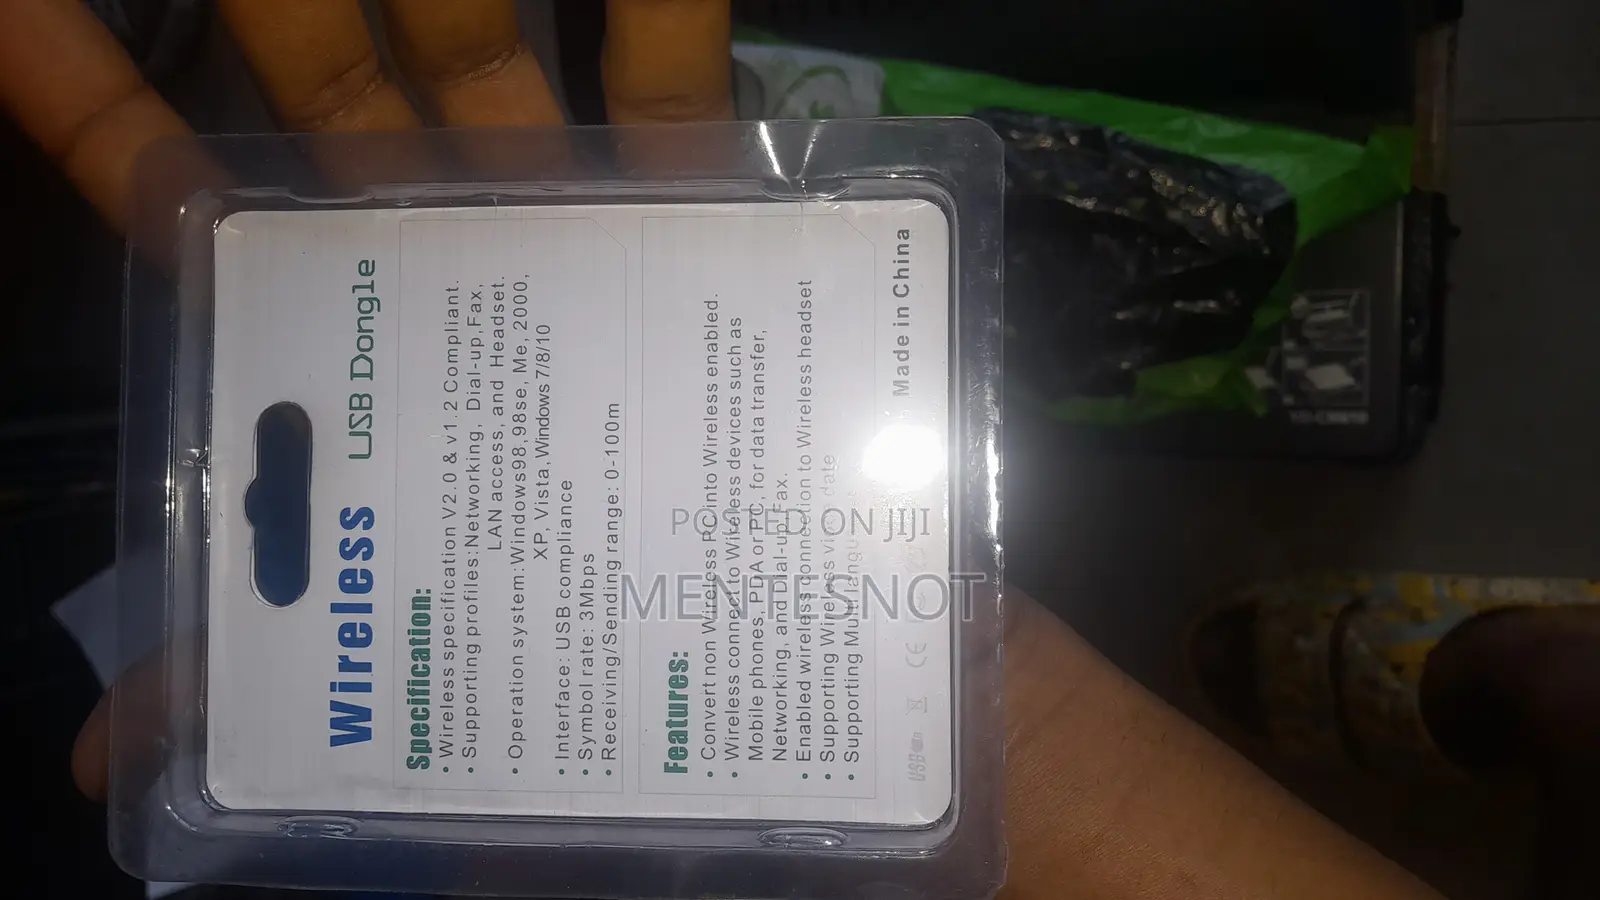 Wireless USB Dongle
Specification:
• Wireless specification V2.0 & v1.2 Compliant.
• Supporting profiles:Networking, Dial-up,Fax,
LAN access, and Headset.
• Operation system:Windows98,98se, Me, 2000,
XP, Vista,Windows7/8/10
• Interface: USB compliance
• Symbol rate: 3Mbps
• Receiving/Sending range: 0-100m
Features:
• Convert non Wireless PC into Wireless enabled.
• Wireless connect to Wireless devices such as
Mobile phones, PDA or PC, for data transfer,
Networking, and Dial-up Fax.
• Enabled wireless connection to Wireless headset
• Supporting Wireless date
• Supporting
CE
Made in China
POSTED ON JIJI
MENTESNOT